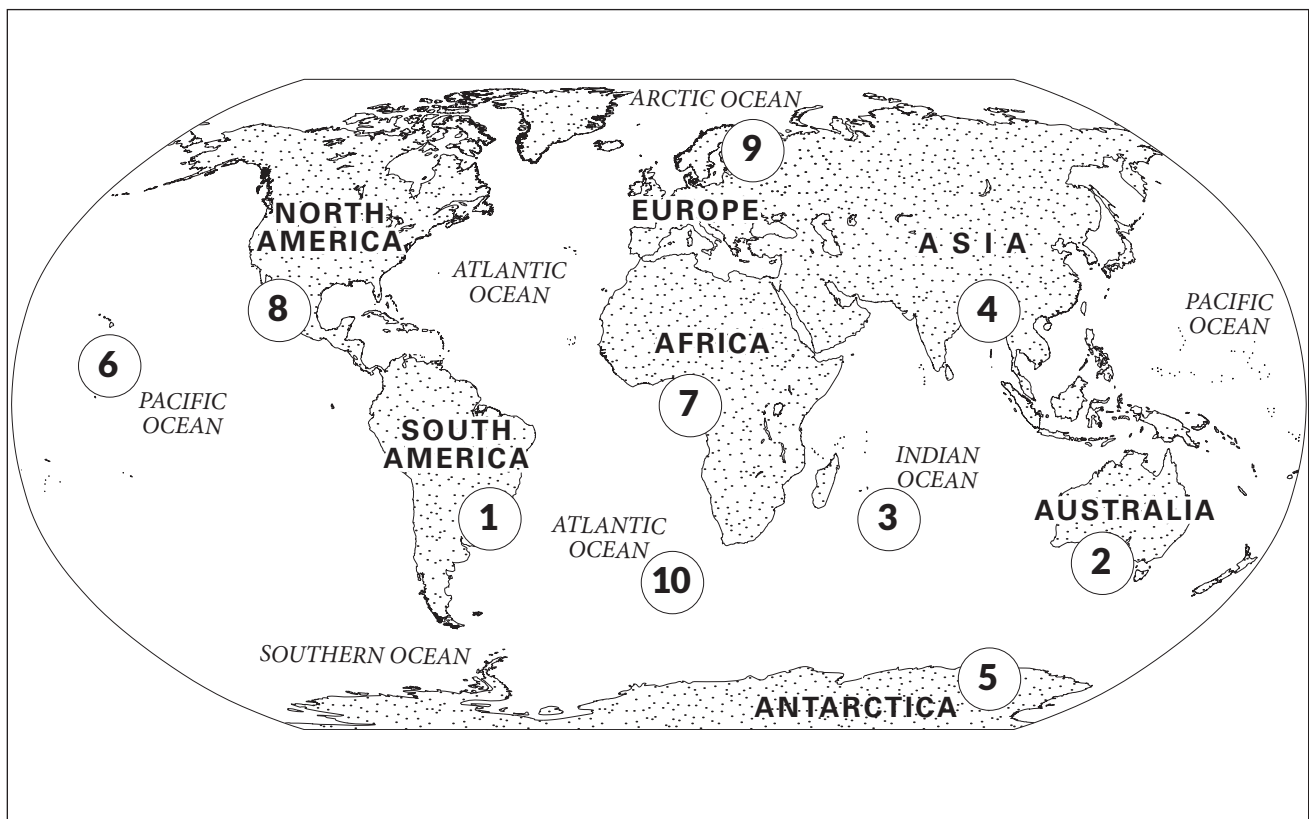 ARCTIC OCEAN
9
NORTH
AMERICA
EUROPE
ASIA
ATLANTIC
OCEAN
8
4
PACIFIC
OCEAN
6
AFRICA
PACIFIC
OCEAN
7
SOUTH
AMERICA
INDIAN
OCEAN
1
ATLANTIC
OCEAN
3
AUSTRALIA
10
2
SOUTHERN OCEAN
5
ANTARCTICA